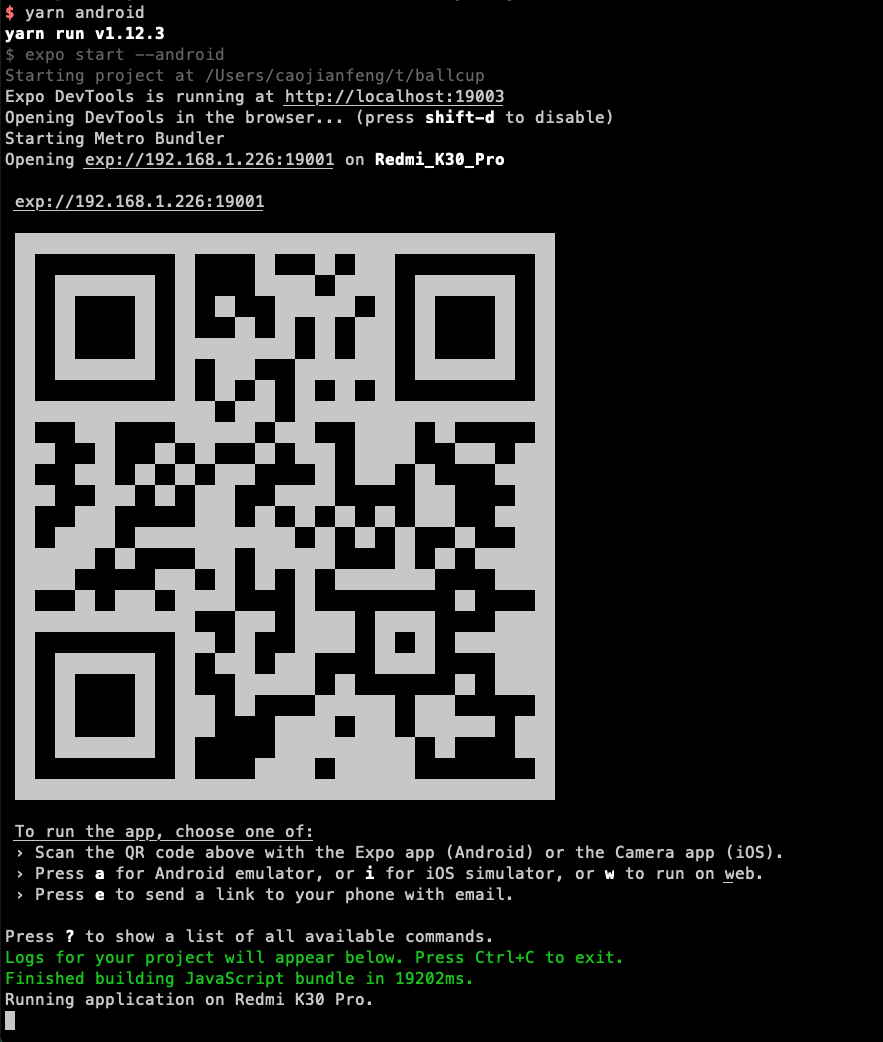 $ yarn android
yarn run v1.12.3
$ expo start --android
Starting project at /Users/caojianfeng/t/ballcup
Expo DevTools is running at http://localhost:19003
Opening DevTools in the browser... (press shift-d to disable)
Starting Metro Bundler
Opening exp://192.168.1.226:19001 on Redmi_K30_Pro
exp://192.168.1.226:19001
To run the app, choose one of:
› Scan the QR code above with the Expo app (Android) or the Camera app (iOS).
› Press a for Android emulator, or i for iOS simulator, or w to run on web.
› Press e to send a link to your phone with email.
Press ? to show a list of all available commands.
Logs for your project will appear below. Press Ctrl+C to exit.
Finished building JavaScript bundle in 19202ms.
Running application on Redmi K30 Pro.